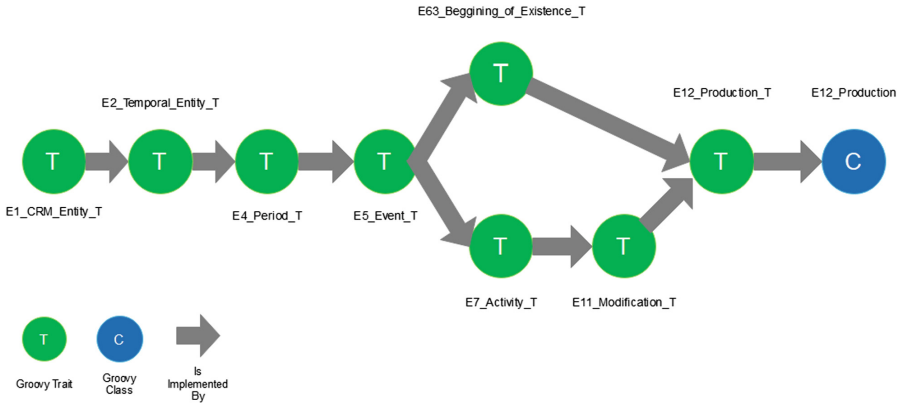 E63_Beggining_of_Existence_T
T
E2_Temporal_Entity_T
E12_Production_T
E12_Production
T
T
T
T
T
C
E1_CRM_Entity_T
E4_Period_T
E5_Event_T
T
T
E7_Activity_T
E11_Modification_T
T
C
Groovy Trait
Groovy
Class
Is
Implemented
By